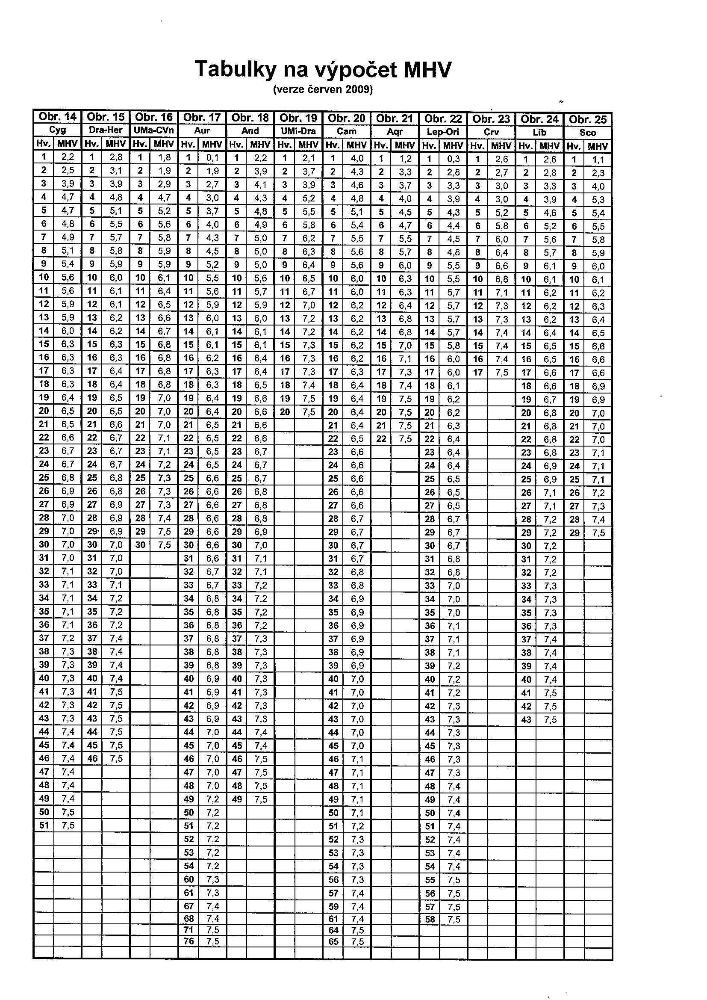 Tabulky na výpočet MHV
(verze červen 2009)
Obr. 14 Obr. 15 Obr. 16 Obr. 17 Obr. 18 Obr. 19 Obr. 20 Obr. 21 Obr. 22 Obr. 23 Obr. 24 Obr. 25
Cyg Dra-Her UMa-CVn Aur And UMi-Dra Cam Aqr Lep-Ori Crv Lib Sco
Hv. MHV Hv. MHV Hv. MHV Hv. MHV Hv. MHV Hv. MHV Hv. MHV Hv. MHV Hv. MHV Hv. MHV Hv. MHV Hv. MHV
1 2,2 1 2,8 1 1,8 1 0,1 1 2,2 1 2,1 1 4,0 1 1,2 1 0,3 1 2,6 1 2,6 1 1,1
2 2,5 2 3,1 2 1,9 2 1,9 2 3,9 2 3,7 2 4,3 2 3,3 2 2,8 2 2,7 2 2,8 2 2,3
3 3,9 3 3,9 3 2,9 3 2,7 3 4,1 3 3,9 3 4,6 3 3,7 3 3,3 3 3,0 3 3,3 3 4,0
4 4,7 4 4,8 4 4,7 4 3,0 4 4,3 4 5,2 4 4,8 4 4,0 4 3,9 4 3,0 4 3,9 4 5,3
5 4,7 5 5,1 5 5,2 5 3,7 5 4,8 5 5,5 5 5,1 5 4,5 5 4,3 5 5,2 5 4,6 5 5,4
6 4,8 6 5,5 6 5,6 6 4,0 6 4,9 6 5,8 6 5,4 6 4,7 6 4,4 6 5,8 6 5,2 6 5,5
7 4,9 7 5,7 7 5,8 7 4,3 7 5,0 7 6,2 7 5,5 7 5,5 7 4,5 7 6,0 7 5,6 7 5,8
8 5,1 8 5,8 8 5,9 8 4,5 8 5,0 8 6,3 8 5,6 8 5,7 8 4,8 8 6,4 8 5,7 8 5,9
9 5,4 9 5,9 9 5,9 9 5,2 9 5,0 9 6,4 9 5,6 9 6,0 9 5,5 9 6,6 9 6,1 9 6,0
10 5,6 10 6,0 10 6,1 10 5,5 10 5,6 10 6,5 10 6,0 10 6,3 10 5,5 10 6,8 10 6,1 10 6,1
11 5,6 11 6,1 11 6,4 11 5,6 11 5,7 11 6,7 11 6,0 11 6,3 11 5,7 11 7,1 11 6,2 11 6,2
12 5,9 12 6,1 12 6,5 12 5,9 12 5,9 12 7,0 12 6,2 12 6,4 12 5,7 12 7,3 12 6,2 12 6,3
13 5,9 13 6,2 13 6,6 13 6,0 13 6,0 13 7,2 13 6,2 13 6,8 13 5,7 13 7,3 13 6,2 13 6,4
14 6,0 14 6,2 14 6,7 14 6,1 14 6,1 14 7,2 14 6,2 14 6,8 14 5,7 14 7,4 14 6,4 14 6,5
15 6,3 15 6,3 15 6,8 15 6,1 15 6,1 15 7,3 15 6,2 15 7,0 15 5,8 15 7,4 15 6,5 15 6,6
16 6,3 16 6,3 16 6,8 16 6,2 16 6,4 16 7,3 16 6,2 16 7,1 16 6,0 16 7,4 16 6,5 16 6,6
17 6,3 17 6,4 17 6,8 17 6,3 17 6,4 17 7,3 17 6,3 17 7,3 17 6,0 17 7,5 17 6,6 17 6,6
18 6,3 18 6,4 18 6,8 18 6,3 18 6,5 18 7,4 18 6,4 18 7,4 18 6,1 18 6,6 18 6,9
19 6,4 19 6,5 19 7,0 19 6,4 19 6,6 19 7,5 19 6,4 19 7,5 19 6,2 19 6,7 19 6,9
20 6,5 20 6,5 20 7,0 20 6,4 20 6,6 20 7,5 20 6,4 20 7,5 20 6,2 20 6,8 20 7,0
21 6,5 21 6,6 21 7,0 21 6,5 21 6,6 21 6,4 21 7,5 21 6,3 21 6,8 21 7,0
22 6,6 22 6,7 22 7,1 22 6,5 22 6,6 22 6,5 22 7,5 22 6,4 22 6,8 22 7,0
23 6,7 23 6,7 23 7,1 23 6,5 23 6,7 23 6,6 23 6,4 23 6,8 23 7,1
24 6,7 24 6,7 24 7,2 24 6,5 24 6,7 24 6,6 24 6,4 24 6,9 24 7,1
25 6,8 25 6,8 25 7,3 25 6,6 25 6,7 25 6,6 25 6,5 25 6,9 25 7,1
26 6,9 26 6,8 26 7,3 26 6,6 26 6,8 26 6,6 26 6,5 26 7,1 26 7,2
27 6,9 27 6,9 27 7,3 27 6,6 27 6,8 27 6,6 27 6,5 27 7,1 27 7,3
28 7,0 28 6,9 28 7,4 28 6,6 28 6,8 28 6,7 28 6,7 28 7,2 28 7,4
29 7,0 29 6,9 29 7,5 29 6,6 29 6,9 29 6,7 29 6,7 29 7,2 29 7,5
30 7,0 30 7,0 30 7,5 30 6,6 30 7,0 30 6,7 30 6,7 30 7,2
31 7,0 31 7,0 31 6,6 31 7,1 31 6,7 31 6,8 31 7,2
32 7,1 32 7,0 32 6,7 32 7,1 32 6,8 32 6,8 32 7,2
33 7,1 33 7,1 33 6,7 33 7,2 33 6,8 33 7,0 33 7,3
34 7,1 34 7,2 34 6,8 34 7,2 34 6,9 34 7,0 34 7,3
35 7,1 35 7,2 35 6,8 35 7,2 35 6,9 35 7,0 35 7,3
36 7,1 36 7,2 36 6,8 36 7,2 36 6,9 36 7,1 36 7,3
37 7,2 37 7,4 37 6,8 37 7,3 37 6,9 37 7,1 37 7,4
38 7,3 38 7,4 38 6,8 38 7,3 38 6,9 38 7,1 38 7,4
39 7,3 39 7,4 39 6,8 39 7,3 39 6,9 39 7,2 39 7,4
40 7,3 40 7,4 40 6,9 40 7,3 40 7,0 40 7,2 40 7,4
41 7,3 41 7,5 41 6,9 41 7,3 41 7,0 41 7,2 41 7,5
42 7,3 42 7,5 42 6,9 42 7,3 42 7,0 42 7,3 42 7,5
43 7,3 43 7,5 43 6,9 43 7,3 43 7,0 43 7,3 43 7,5
44 7,4 44 7,5 44 7,0 44 7,4 44 7,0 44 7,3
45 7,4 45 7,5 45 7,0 45 7,4 45 7,0 45 7,3
46 7,4 46 7,5 46 7,0 46 7,5 46 7,1 46 7,3
47 7,4 47 7,0 47 7,5 47 7,1 47 7,3
48 7,4 48 7,0 48 7,5 48 7,1 48 7,4
49 7,4 49 7,2 49 7,5 49 7,1 49 7,4
50 7,5 50 7,2 50 7,1 50 7,4
51 7,5 51 7,2 51 7,2 51 7,4
52 7,2 52 7,3 52 7,4
53 7,2 53 7,3 53 7,4
54 7,2 54 7,3 54 7,4
60 7,3 56 7,3 55 7,5
61 7,3 57 7,4 56 7,5
67 7,4 59 7,4 57 7,5
68 7,4 61 7,4 58 7,5
71 7,5 64 7,5
76 7,5 65 7,5